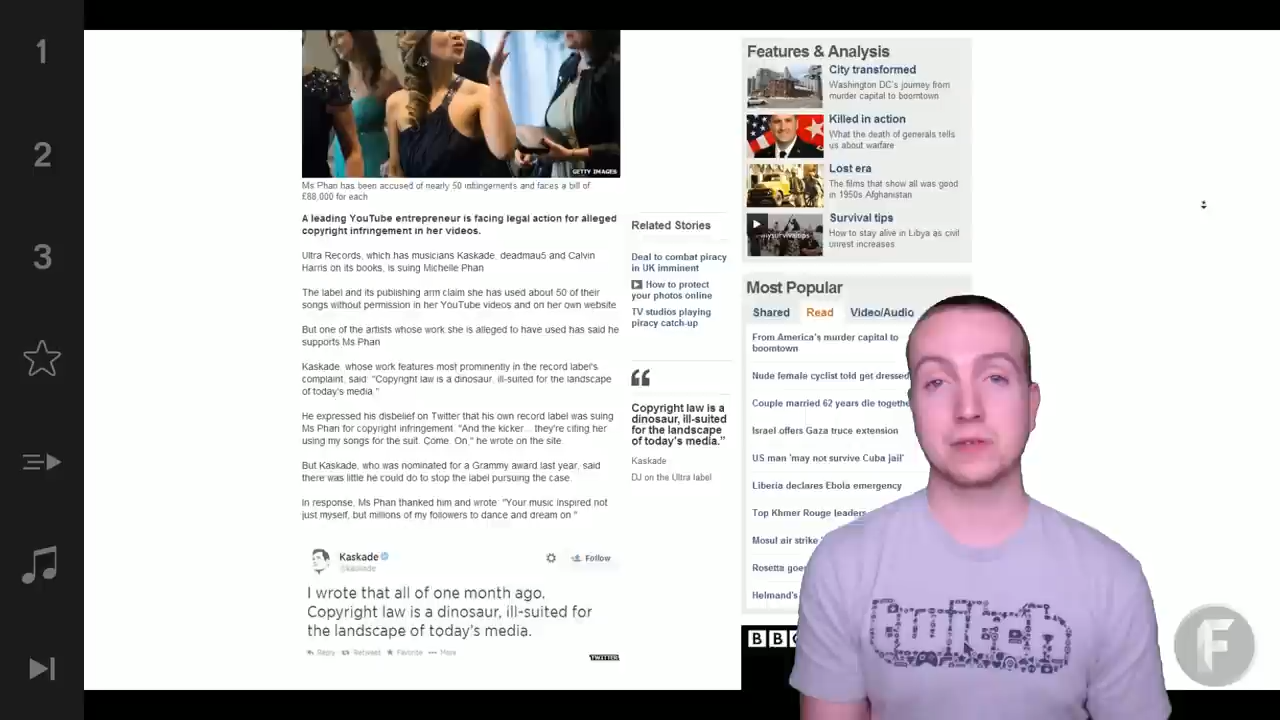 1
2
3
GETTY IMAGES
Ms Phan has been accused of nearly 50 infringements and faces a bill of
£88,000 for each
A leading YouTube entrepreneur is facing legal action for alleged
copyright infringement in her videos.
Ultra Records, which has musicians Kaskade, deadmau5 and Calvin
Harris on its books, is suing Michelle Phan
The label and its publishing arm claim she has used about 50 of their
songs without permission in her YouTube videos and on her own website
But one of the artists whose work she is alleged to have used has said he
supports Ms Phan
Kaskade, whose work features most prominently in the record label's
complaint, said: "Copyright law is a dinosaur, ill-suited for the landscape
of today's media."
He expressed his disbelief on Twitter that his own record label was suing
Ms Phan for copyright infringement. "And the kicker... they're citing her
using my songs for the suit. Come. On," he wrote on the site
But Kaskade, who was nominated for a Grammy award last year, said
there was little he could do to stop the label pursuing the case.
In response, Ms Phan thanked him and wrote: "Your music inspired not
just myself, but millions of my followers to dance and dream on."
Kaskade
@kaskade
Follow
I wrote that all of one month ago.
Copyright law is a dinosaur, ill-suited for
the landscape of today's media.
Reply Retweet Favorite More
TWITTER
Related Stories
Deal to combat piracy
in UK imminent
How to protect
your photos online
TV studios playing
piracy catch-up
Copyright law is a
dinosaur, ill-suited
for the landscape
of today's media."
Kaskade
DJ on the Ultra label
Features & Analysis
City transformed
Washington DC's journey from
murder capital to boomtown
Killed in action
What the death of generals tells
us about warfare
Lost era
The films that show all was good
in 1950s Afghanistan
Survival tips
How to stay alive in Libya as civil
unrest increases
Most Popular
Shared Read Video/Audio
From America's murder capital to
boomtown
Nude female cyclist told get dressed
Couple married 62 years die togethe
Israel offers Gaza truce extension
US man 'may not survive Cuba jail'
Liberia declares Ebola emergency
Top Khmer Rouge leaders
Mosul air strike
Rosetta goe
Helmand's
BBC
F